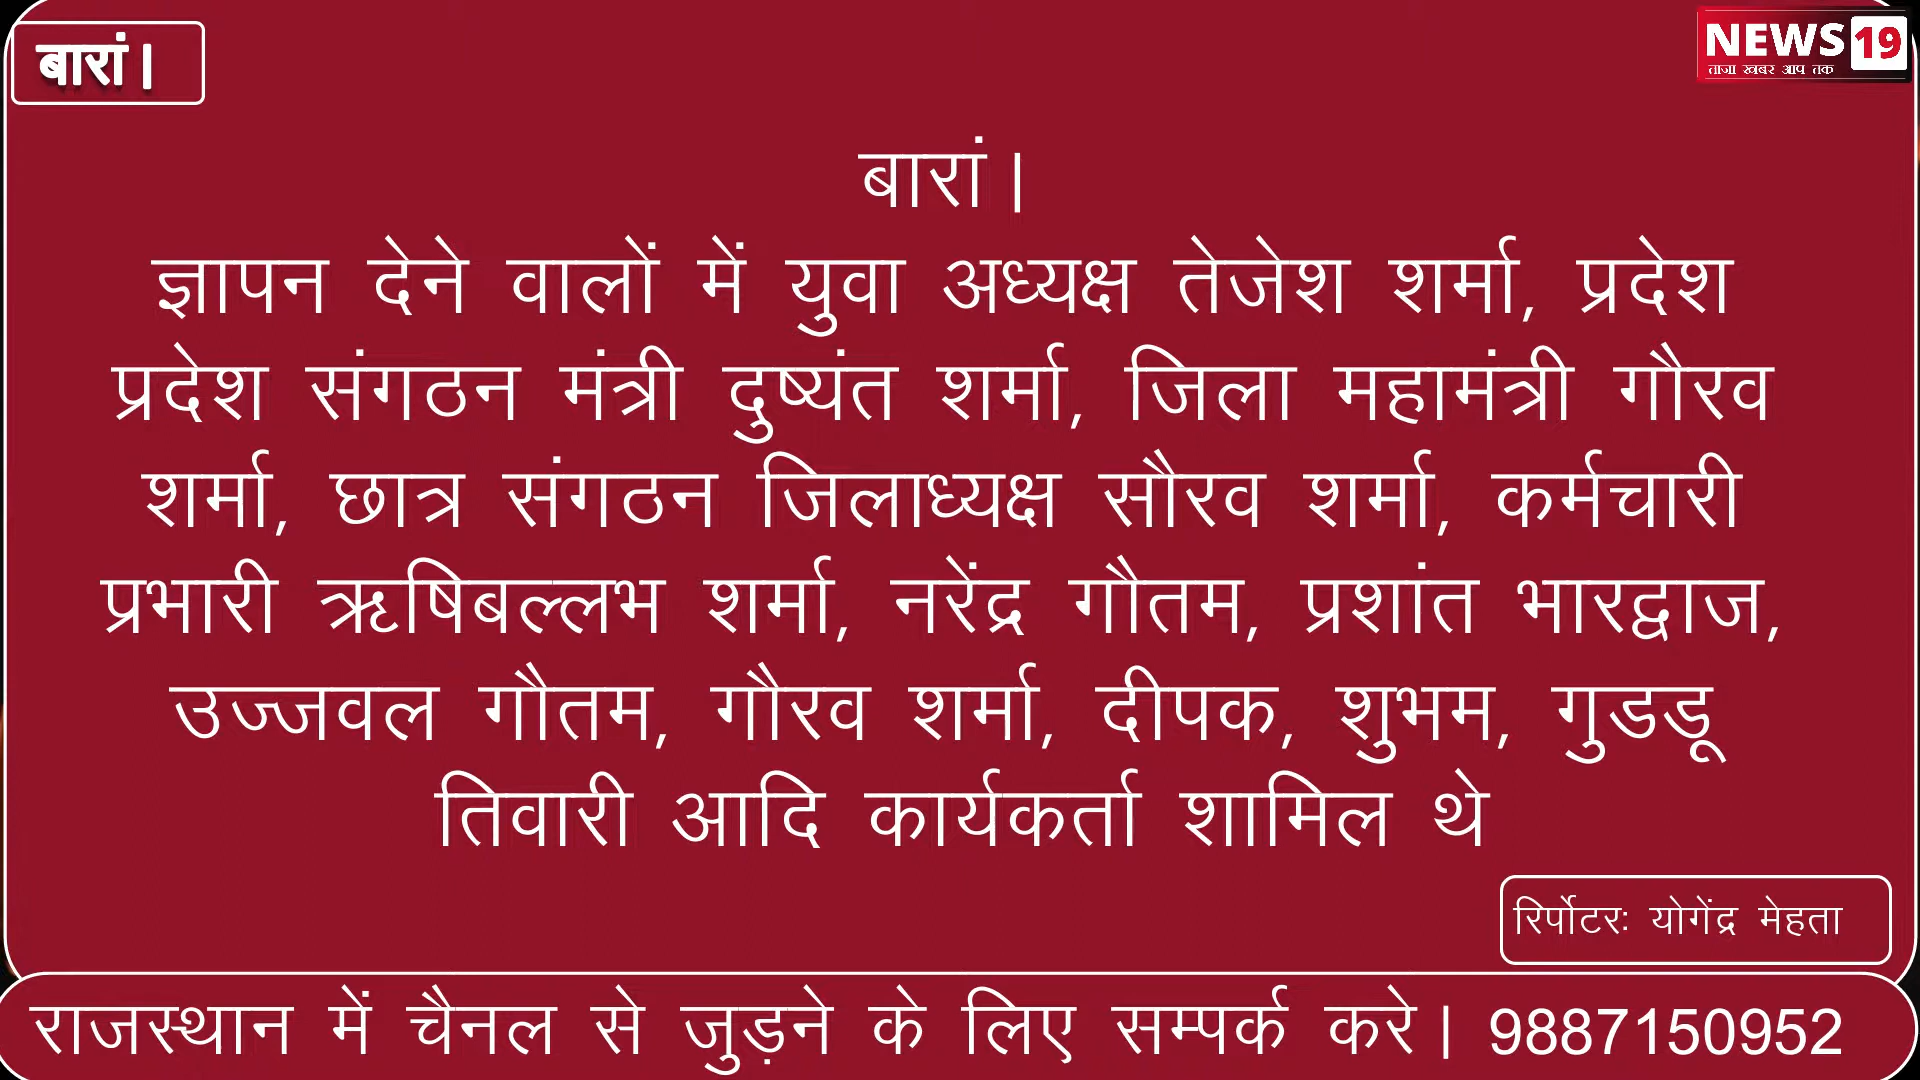 बारां।
NEWS 19
ताजा खबर आप तक
बारां।
ज्ञापन देने वालों में युवा अध्यक्ष तेजेश शर्मा, प्रदेश
प्रदेश संगठन मंत्री दुष्यंत शर्मा, जिला महामंत्री गौरव
शर्मा, छात्र संगठन जिलाध्यक्ष सौरव शर्मा, कर्मचारी
प्रभारी ऋषिबल्लभ शर्मा, नरेंद्र गौतम, प्रशांत भारद्वाज,
उज्जवल गौतम, गौरव शर्मा, दीपक, शुभम, गुडडू
तिवारी आदि कार्यकर्ता शामिल थे
रिर्पोटरः योगेंद्र मेहता
राजस्थान में चैनल से जुड़ने के लिए सम्पर्क करे। 9887150952